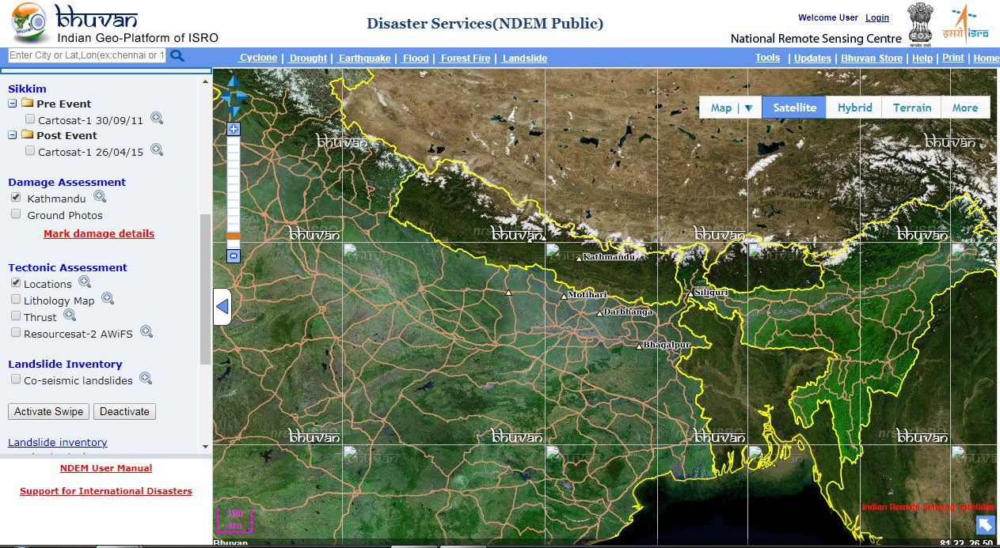 bhuvan
Indian Geo-Platform of ISRO
Disaster Services(NDEM Public)
Welcome User Login
National Remote Sensing Centre
इसरो isro
Enter City or Lat,Lon(ex:chennai or 1
Cyclone | Drought | Earthquake | Flood | Forest Fire | Landslide
Tools | Updates | Bhuvan Store | Help | Print | Home
Sikkim
Pre Event
Cartosat-1 30/09/11
Post Event
Cartosat-1 26/04/15
Damage Assessment
Kathmandu
Ground Photos
Mark damage details
Tectonic Assessment
Locations
Lithology Map
Thrust
Resourcesat-2 AWiFS
Landslide Inventory
Co-seismic landslides
Activate Swipe Deactivate
Landslide inventory
NDEM User Manual
Support for International Disasters
Map | ▼ Satellite Hybrid Terrain More
bhuvan bhuvan
bhuvan bhuvan bhuvan bhuvan
Kathmandu
Motihari
Siliguri
Darbhanga
Bhagalpur
bhuvan bhuvan bhuvan bhuvan
100
km
Indian Remote Sensing Satellites
Bhuvan
81.22, 26.50